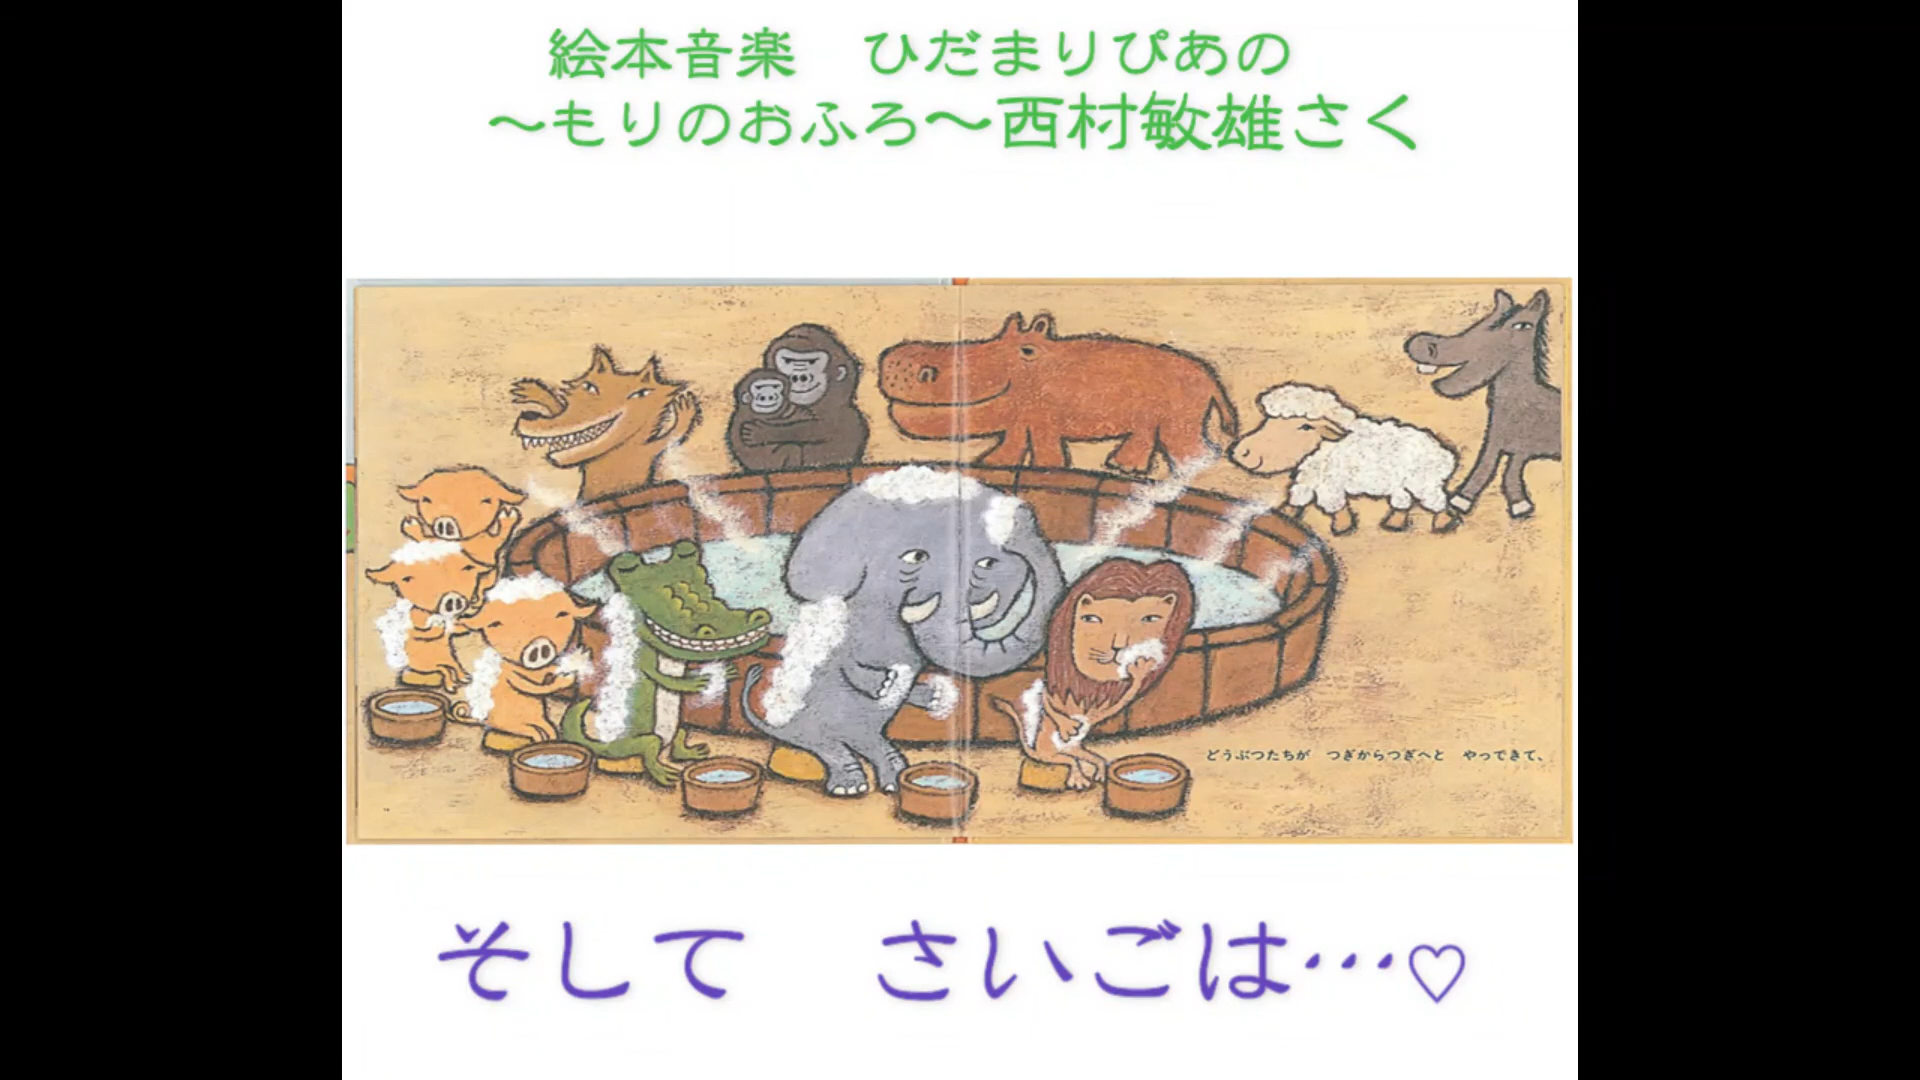 絵本音楽　ひだまりぴあの
～もりのおふろ～西村敏雄さく
どうぶつたちが　つぎからつぎへと　やってきて、
そして　さいごは…♡